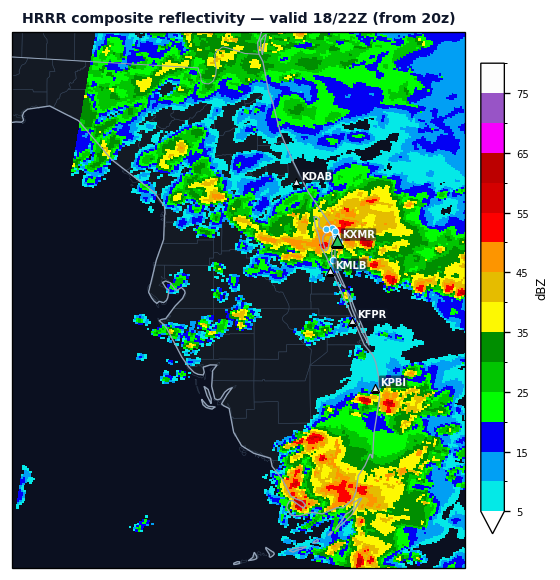 HRRR composite reflectivity — valid 18/22Z (from 20z)
KDAB
KXMR
KMLB
KFPR
KPBI
75
65
55
45
35
25
15
5
dBZ